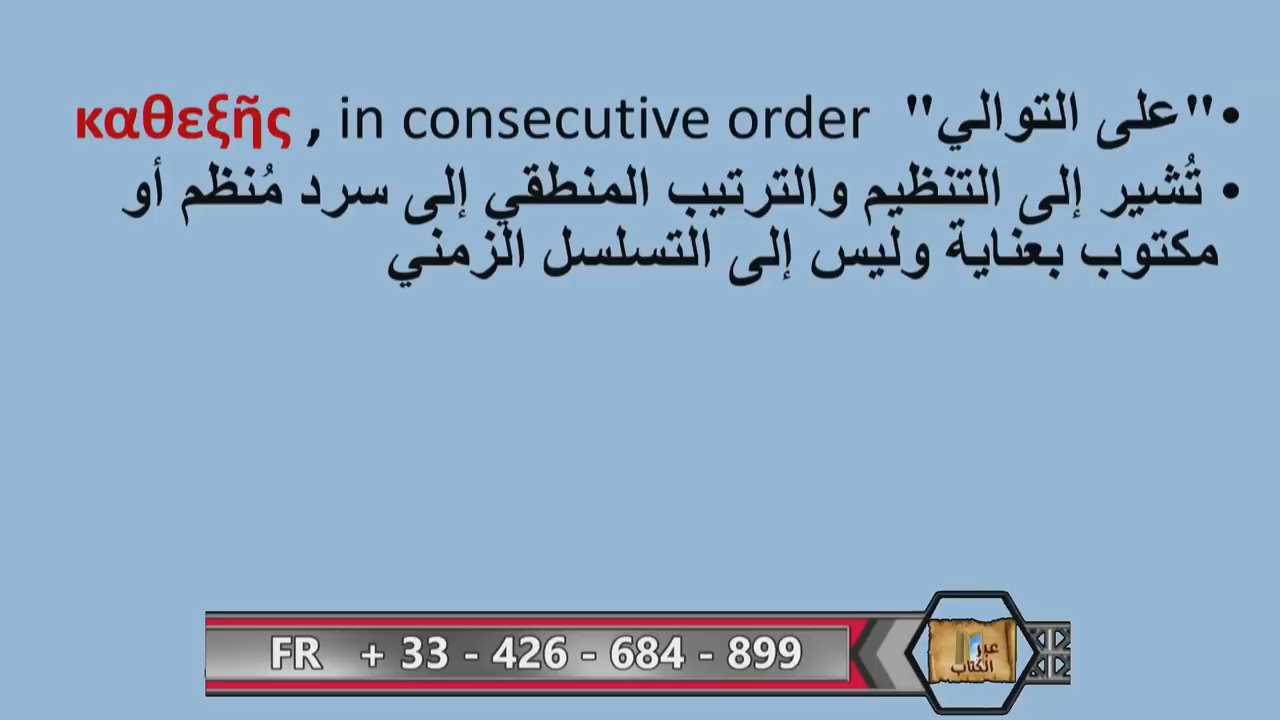 •"على التوالي" καθεξῆς , in consecutive order
• تُشير إلى التنظيم والترتيب المنطقي إلى سرد مُنظم أو
مكتوب بعناية وليس إلى التسلسل الزمني
FR + 33 - 426 - 684 - 899
عبر
الكتاب